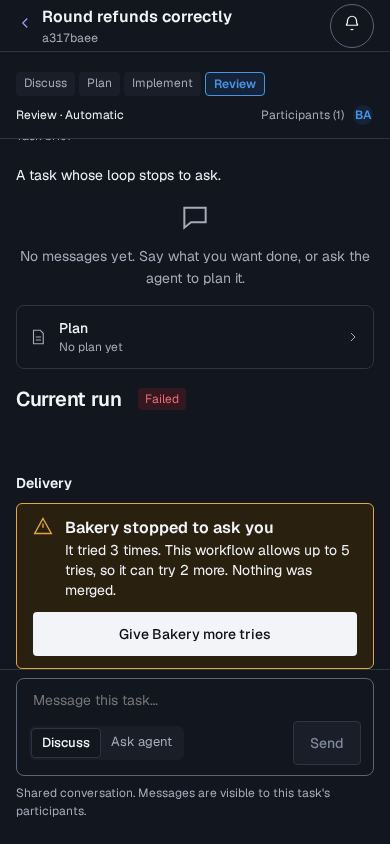 Round refunds correctly
a317baee
Discuss
Plan
Implement
Review
Review · Automatic
Participants (1)
BA
A task whose loop stops to ask.
No messages yet. Say what you want done, or ask the
agent to plan it.
Plan
No plan yet
Current run
Failed
Delivery
Bakery stopped to ask you
It tried 3 times. This workflow allows up to 5
tries, so it can try 2 more. Nothing was
merged.
Give Bakery more tries
Message this task...
Discuss
Ask agent
Send
Shared conversation. Messages are visible to this task's
participants.